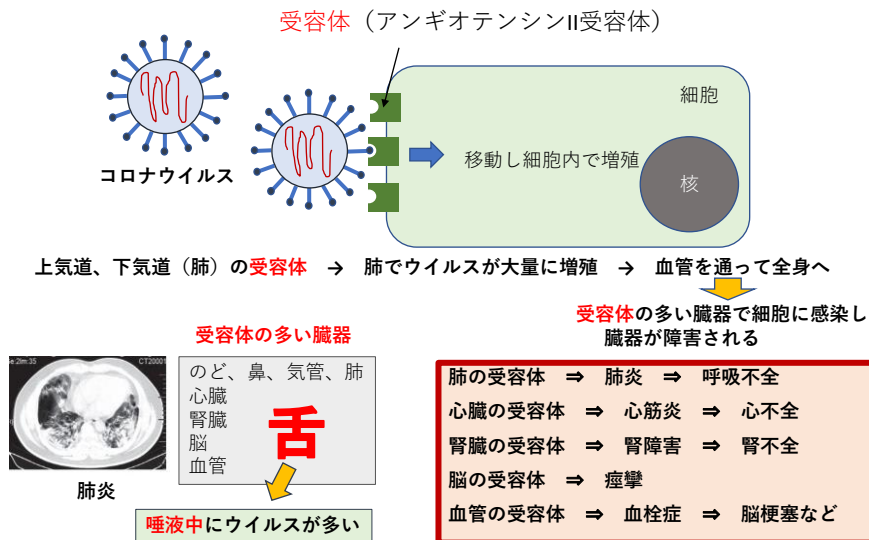 受容体（アンギオテンシンII受容体）
細胞
移動し細胞内で増殖
核
コロナウイルス
上気道、下気道（肺）の受容体 → 肺でウイルスが大量に増殖 → 血管を通って全身へ
受容体の多い臓器で細胞に感染し
臓器が障害される
受容体の多い臓器
のど、鼻、気管、肺
心臓
腎臓
脳
血管
舌
唾液中にウイルスが多い
e:2lm:35
CT20001
肺炎
肺の受容体 ⇒ 肺炎 ⇒ 呼吸不全
心臓の受容体 ⇒ 心筋炎 ⇒ 心不全
腎臓の受容体 ⇒ 腎障害 ⇒ 腎不全
脳の受容体 ⇒ 痙攣
血管の受容体 ⇒ 血栓症 ⇒ 脳梗塞など